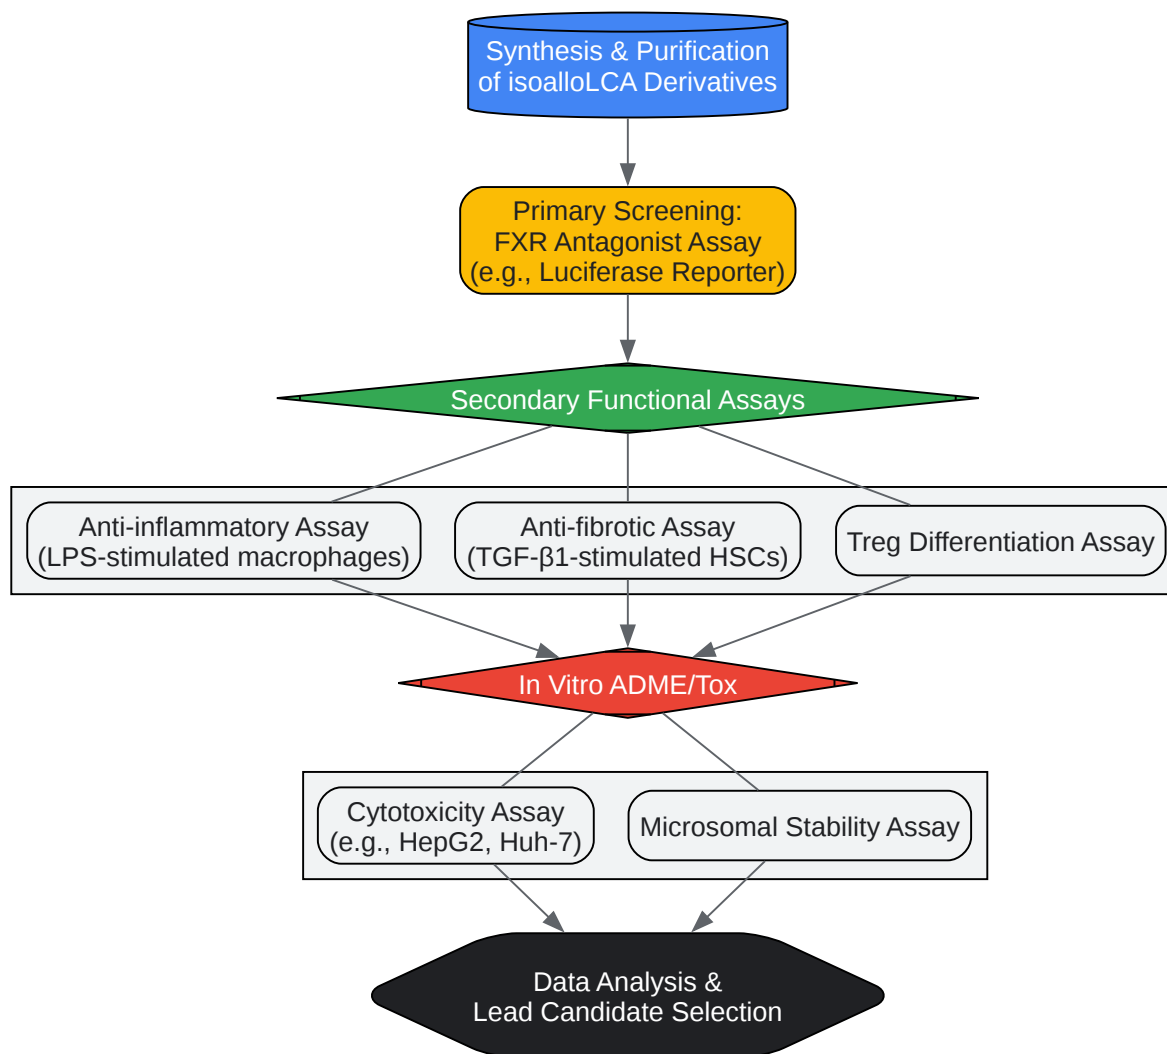 Synthesis & Purification
of isoalloLCA Derivatives
Primary Screening:
FXR Antagonist Assay
(e.g., Luciferase Reporter)
Secondary Functional Assays
Anti-inflammatory Assay
(LPS-stimulated macrophages)
Anti-fibrotic Assay
(TGF-β1-stimulated HSCs)
Treg Differentiation Assay
In Vitro ADME/Tox
Cytotoxicity Assay
(e.g., HepG2, Huh-7)
Microsomal Stability Assay
Data Analysis &
Lead Candidate Selection